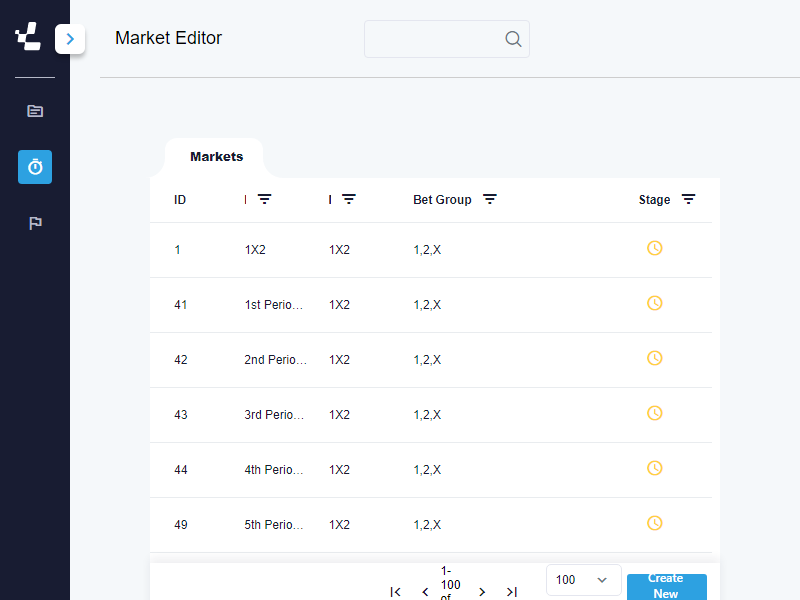 Market Editor
Markets
ID I I Bet Group Stage
1 1X2 1X2 1,2,X
41 1st Perio... 1X2 1,2,X
42 2nd Perio... 1X2 1,2,X
43 3rd Perio... 1X2 1,2,X
44 4th Perio... 1X2 1,2,X
49 5th Perio... 1X2 1,2,X
1-
100
of
100
Create
New